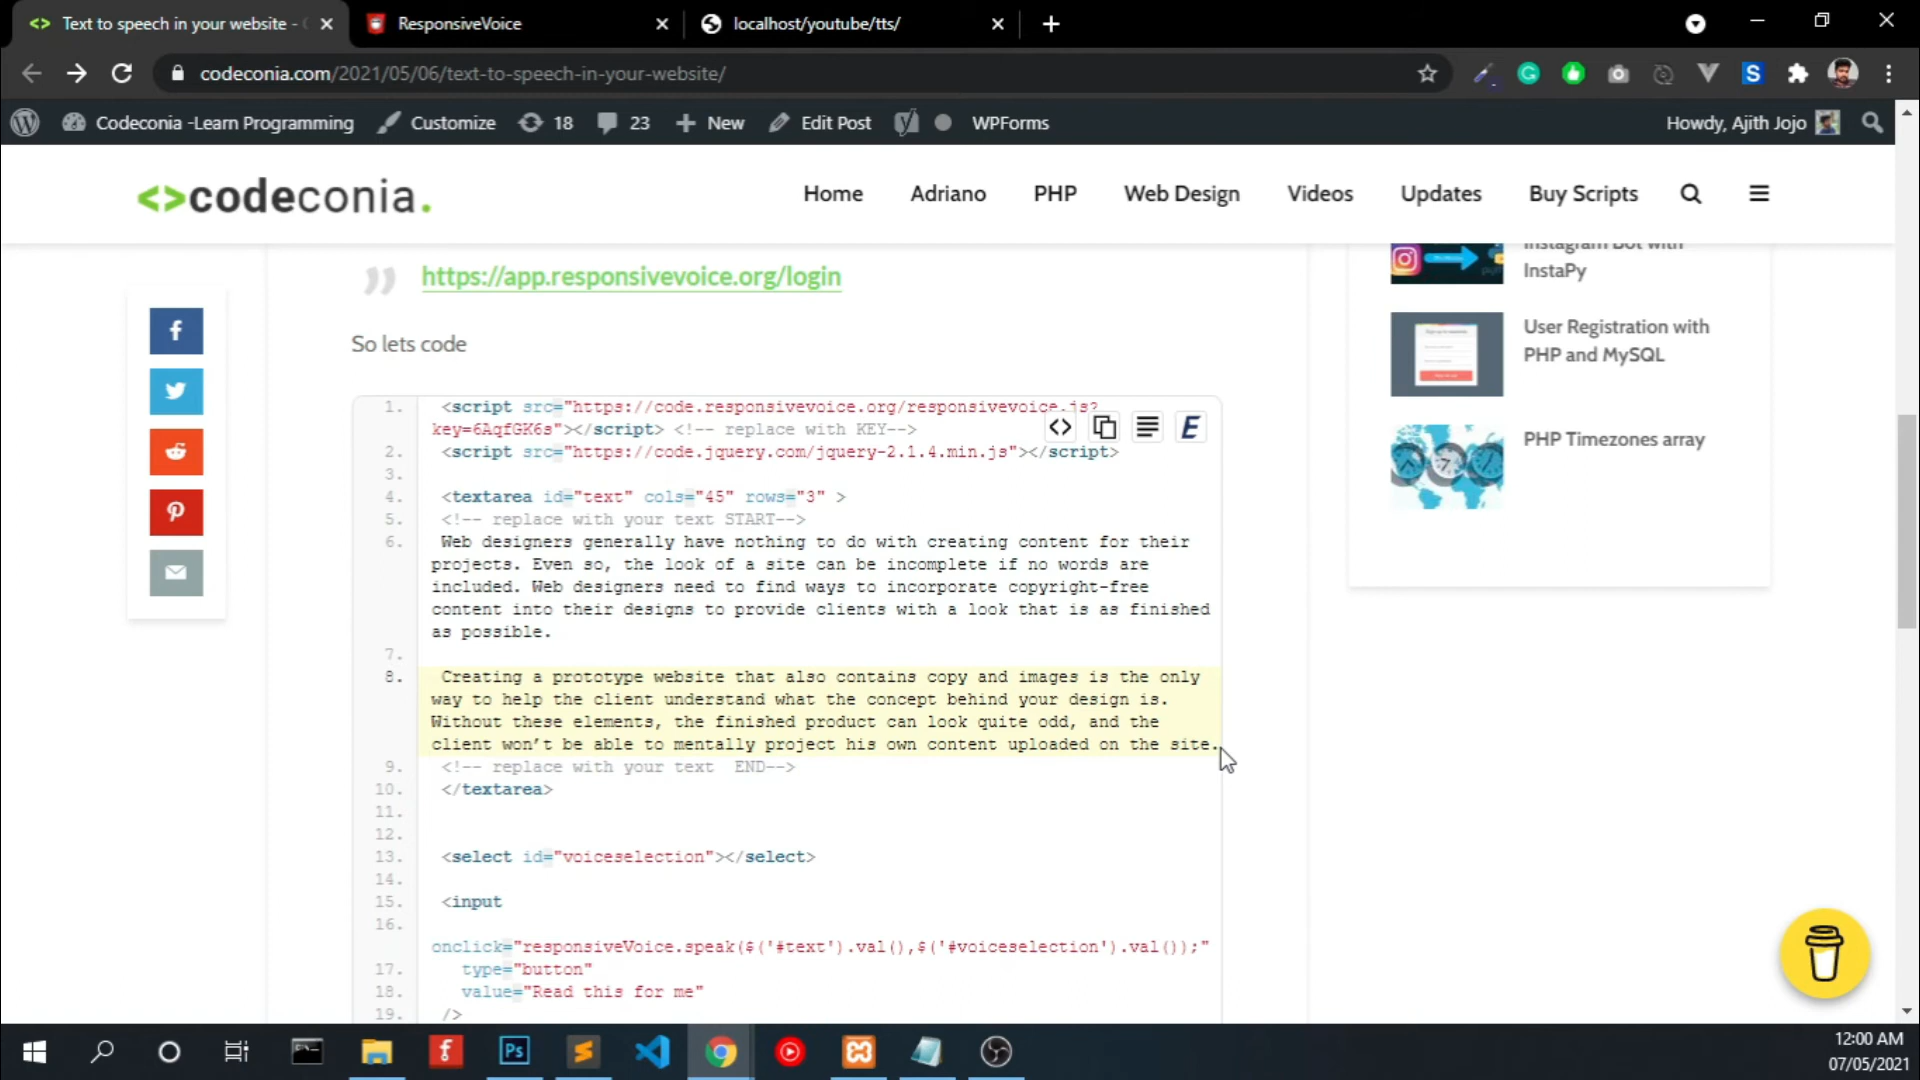 Text to speech in your website -
ResponsiveVoice
localhost/youtube/tts/
codeconia.com/2021/05/06/text-to-speech-in-your-website/
Codeconia -Learn Programming
Customize
18
23
New
Edit Post
WPForms
Howdy, Ajith Jojo
<>codeconia.
Home
Adriano
PHP
Web Design
Videos
Updates
Buy Scripts
https://app.responsivevoice.org/login
So lets code
1. <script src="https://code.responsivevoice.org/responsivevoice.js?
key=6AqfGK6s"></script> <!-- replace with KEY-->
2. <script src="https://code.jquery.com/jquery-2.1.4.min.js"></script>
3.
4. <textarea id="text" cols="45" rows="3" >
5. <!-- replace with your text START-->
6. Web designers generally have nothing to do with creating content for their
projects. Even so, the look of a site can be incomplete if no words are
included. Web designers need to find ways to incorporate copyright-free
content into their designs to provide clients with a look that is as finished
as possible.
7.
8. Creating a prototype website that also contains copy and images is the only
way to help the client understand what the concept behind your design is.
Without these elements, the finished product can look quite odd, and the
client won’t be able to mentally project his own content uploaded on the site.
9. <!-- replace with your text  END-->
10. </textarea>
11.
12.
13. <select id="voiceselection"></select>
14.
15. <input
16.
onclick="responsiveVoice.speak($('#text').val(),$('#voiceselection').val());"
17. type="button"
18. value="Read this for me"
19. />
E
Instagram Bot with
InstaPy
User Registration with
PHP and MySQL
PHP Timezones array
Ps
12:00 AM
07/05/2021